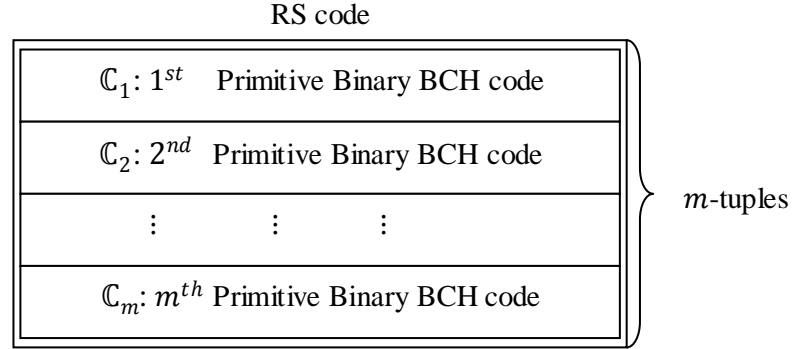 RS code
ℂ₁: 1ˢᵗ Primitive Binary BCH code
ℂ₂: 2ⁿᵈ Primitive Binary BCH code
⋮ ⋮ ⋮
ℂₘ: mᵗʰ Primitive Binary BCH code
m-tuples